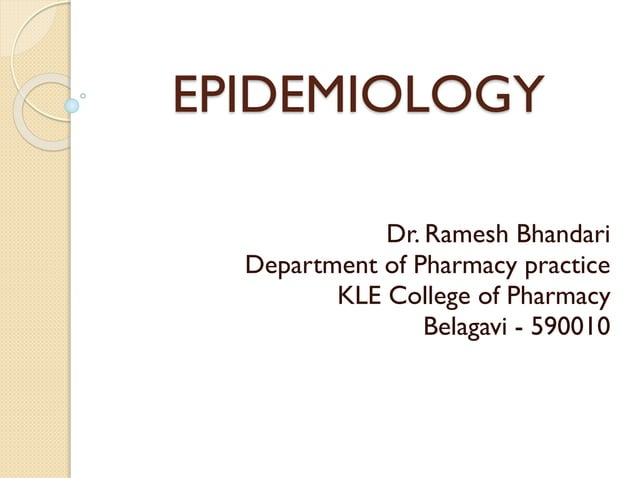 EPIDEMIOLOGY
Dr. Ramesh Bhandari
Department of Pharmacy practice
KLE College of Pharmacy
Belagavi - 590010